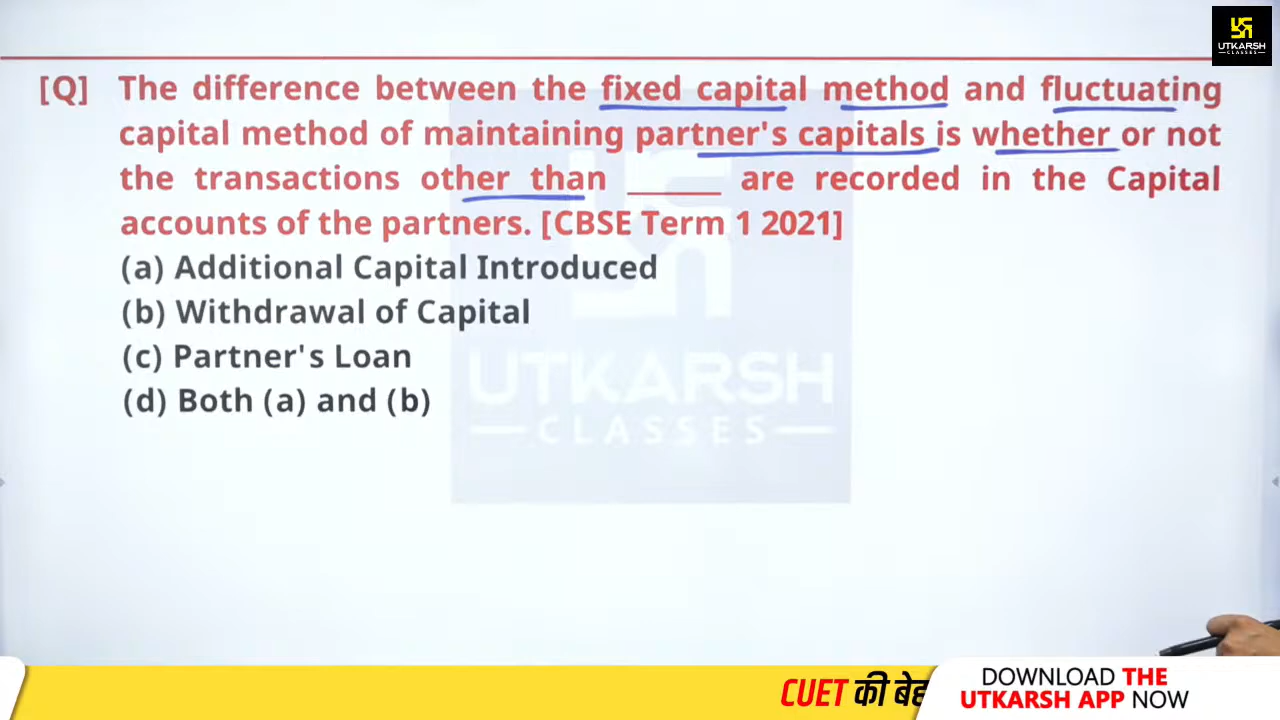 UTKARSH
CLASSES
[Q] The difference between the fixed capital method and fluctuating
capital method of maintaining partner's capitals is whether or not
the transactions other than ______ are recorded in the Capital
accounts of the partners. [CBSE Term 1 2021]
(a) Additional Capital Introduced
(b) Withdrawal of Capital
(c) Partner's Loan
(d) Both (a) and (b)
UTKARSH
CLASSES
CUET की
DOWNLOAD THE
UTKARSH APP NOW